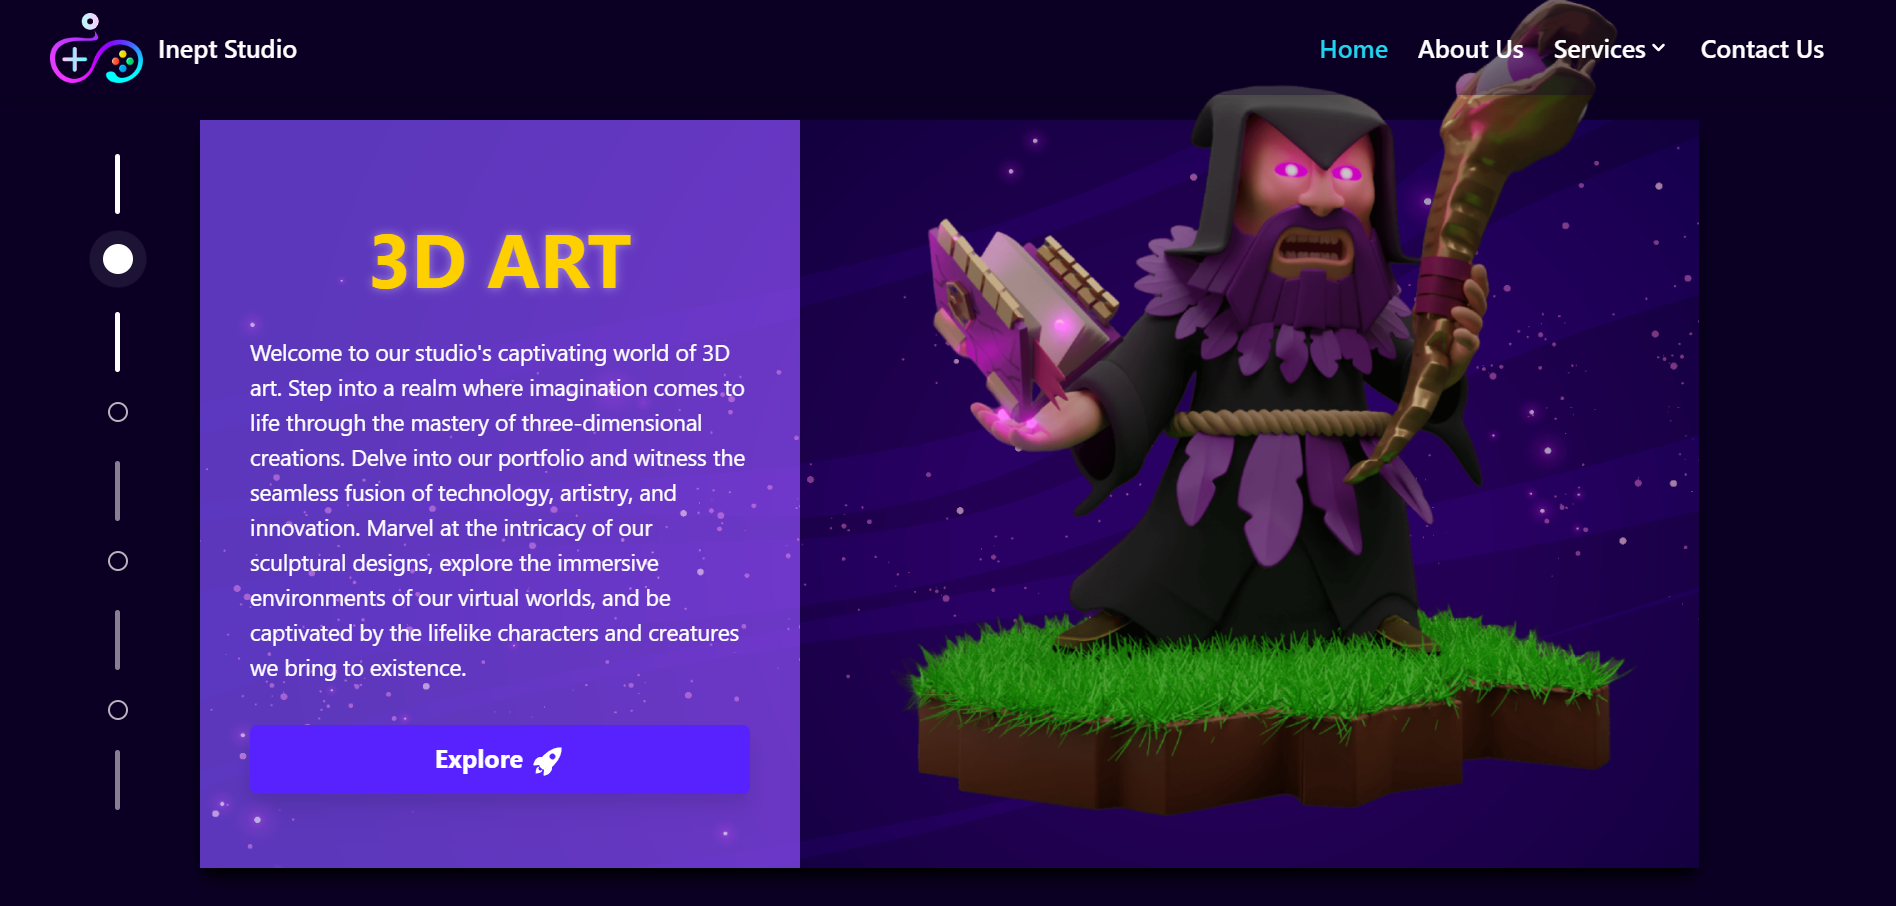 Inept Studio
Home About Us Services Contact Us
3D ART
Welcome to our studio's captivating world of 3D
art. Step into a realm where imagination comes to
life through the mastery of three-dimensional
creations. Delve into our portfolio and witness the
seamless fusion of technology, artistry, and
innovation. Marvel at the intricacy of our
sculptural designs, explore the immersive
environments of our virtual worlds, and be
captivated by the lifelike characters and creatures
we bring to existence.
Explore